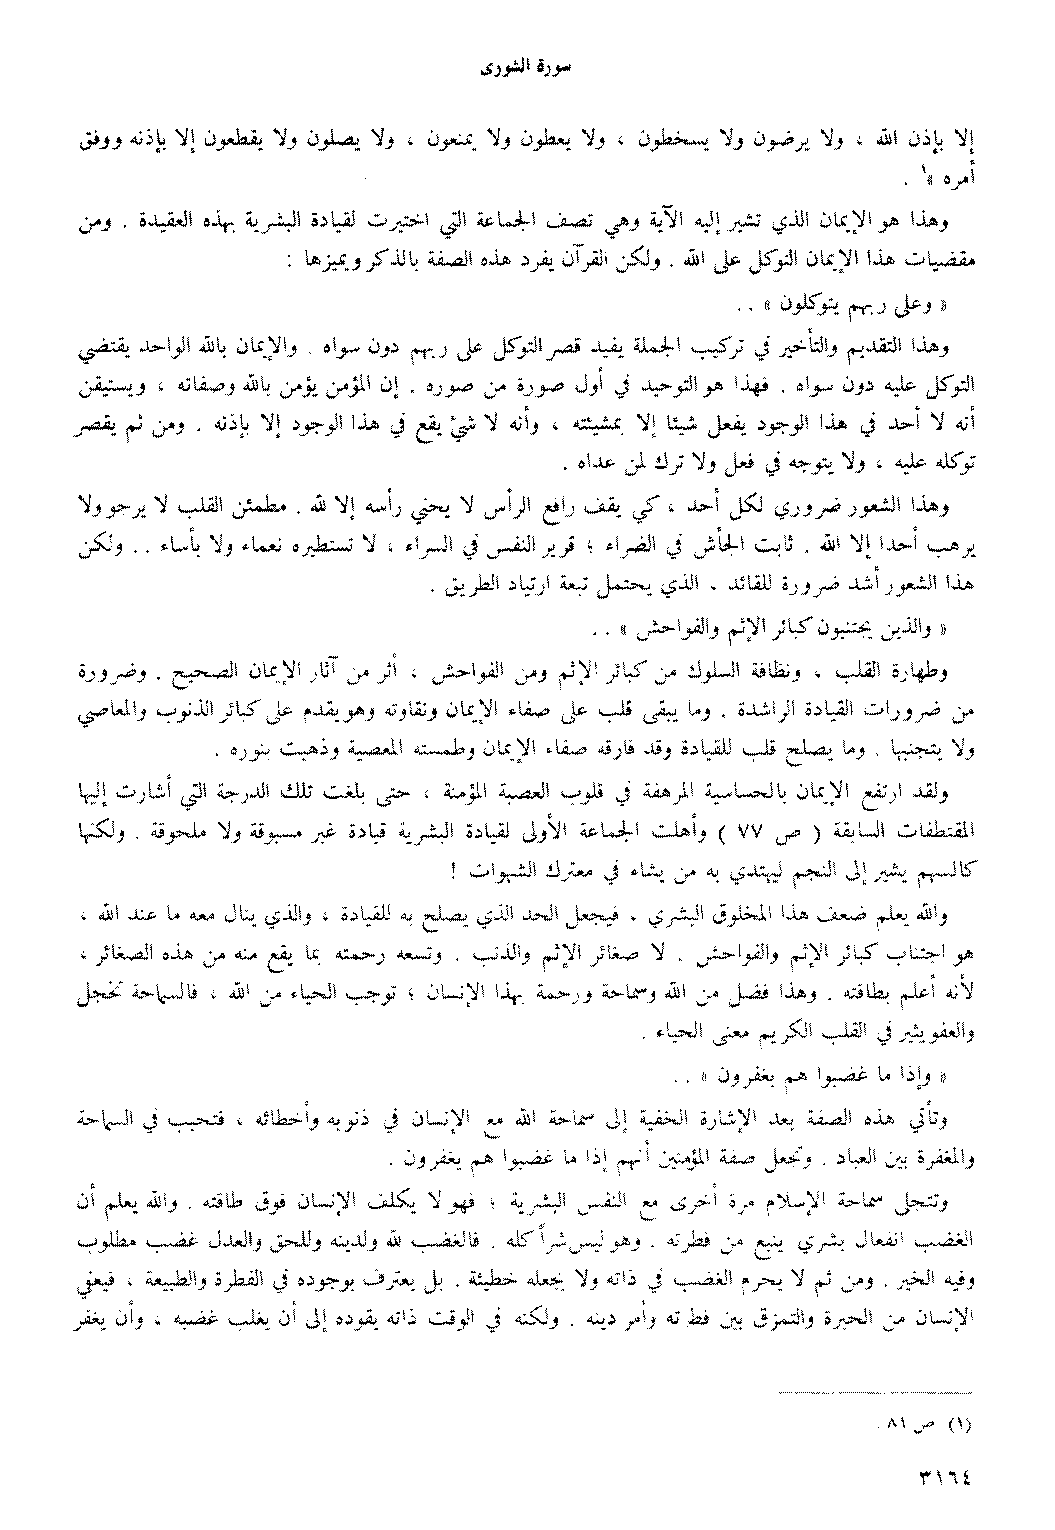 سورة الشورى
إلا بإذن الله ، ولا يرضون ولا يسخطون ، ولا يعطون ولا يمنعون ، ولا يصلون ولا يقطعون إلا بإذنه ووفق
أمره »١ .
وهذا هو الإيمان الذي تشير إليه الآية وهي تصف الجماعة التي اختيرت لقيادة البشرية بهذه العقيدة . ومن
مقضيات هذا الإيمان التوكل على الله . ولكن القرآن يفرد هذه الصفة بالذكر ويميزها :
« وعلى ربهم يتوكلون » . .
وهذا التقديم والتأخير في تركيب الجملة يفيد قصر التوكل على ربهم دون سواه . والإيمان بالله الواحد يقتضي
التوكل عليه دون سواه . فهذا هو التوحيد في أول صورة من صوره . إن المؤمن يؤمن بالله وصفاته ، ويستيقن
أنه لا أحد في هذا الوجود يفعل شيئا إلا بمشيئته ، وأنه لا شيء يقع في هذا الوجود إلا بإذنه . ومن ثم يقصر
توكله عليه ، ولا يتوجه في فعل ولا ترك لمن عداه .
وهذا الشعور ضروري لكل أحد ، كي يقف رافع الرأس لا يحني رأسه إلا لله . مطمئن القلب لا يرجو ولا
يرهب أحدا إلا الله . ثابت الجأش في الضراء ؛ قرير النفس في السراء ، لا تستطيره نعماء ولا بأساء . . ولكن
هذا الشعور أشد ضرورة للقائد ، الذي يحتمل تبعة ارتياد الطريق .
« والذين يجتنبون كبائر الإثم والفواحش » . .
وطهارة القلب ، ونظافة السلوك من كبائر الإثم ومن الفواحش ، أثر من آثار الإيمان الصحيح . وضرورة
من ضرورات القيادة الراشدة . وما يبقى قلب على صفاء الإيمان ونقاوته وهو يقدم على كبائر الذنوب والمعاصي
ولا يتجنبها . وما يصلح قلب للقيادة وقد فارقه صفاء الإيمان وطمسته المعصية وذهبت بنوره .
ولقد ارتفع الإيمان بالحساسية المرهفة في قلوب العصبة المؤمنة ، حتى بلغت تلك الدرجة التي أشارت إليها
المقتطفات السابقة ( ص ٧٧ ) وأهلت الجماعة الأولى لقيادة البشرية قيادة غير مسبوقة ولا ملحوقة . ولكنها
كالسهم يشير إلى النجم ليهتدي به من يشاء في معترك الشهوات !
والله يعلم ضعف هذا المخلوق البشري ، فيجعل الحد الذي يصلح به للقيادة ، والذي ينال معه ما عند الله ،
هو اجتناب كبائر الإثم والفواحش . لا صغائر الإثم والذنب . وتسعه رحمته بما يقع منه من هذه الصغائر ،
لأنه أعلم بطاقته . وهذا فضل من الله وسماحة ورحمة بهذا الإنسان ؛ توجب الحياء من الله ، فالسماحة تخجل
والعفو يثير في القلب الكريم معنى الحياء .
« وإذا ما غضبوا هم يغفرون » . .
وتأتي هذه الصفة بعد الإشارة الخفية إلى سماحة الله مع الإنسان في ذنوبه وأخطائه ، فتحبب في السماحة
والمغفرة بين العباد . وتجعل صفة المؤمنين أنهم إذا ما غضبوا هم يغفرون .
وتتجلى سماحة الإسلام مرة أخرى مع النفس البشرية ؛ فهو لا يكلف الإنسان فوق طاقته . والله يعلم أن
الغضب انفعال بشري ينبع من فطرته . وهو ليس شراً كله . فالغضب لله ولدينه وللحق والعدل غضب مطلوب
وفيه الخير . ومن ثم لا يحرم الغضب في ذاته ولا يجعله خطيئة . بل يعترف بوجوده في الفطرة والطبيعة ، فيعفي
الإنسان من الحيرة والتمزق بين فطرته وأمر دينه . ولكنه في الوقت ذاته يقوده إلى أن يغلب غضبه ، وأن يغفر
(١) ص ٨١ .
٣١٦٤